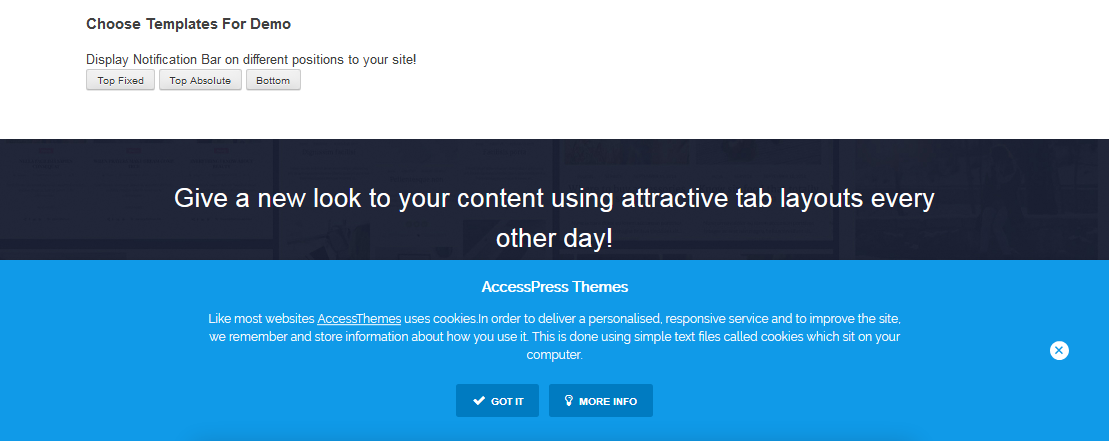 Choose Templates For Demo
Display Notification Bar on different positions to your site!
Top Fixed Top Absolute Bottom
Give a new look to your content using attractive tab layouts every
other day!
AccessPress Themes
Like most websites AccessThemes uses cookies.In order to deliver a personalised, responsive service and to improve the site,
we remember and store information about how you use it. This is done using simple text files called cookies which sit on your
computer.
GOT IT MORE INFO